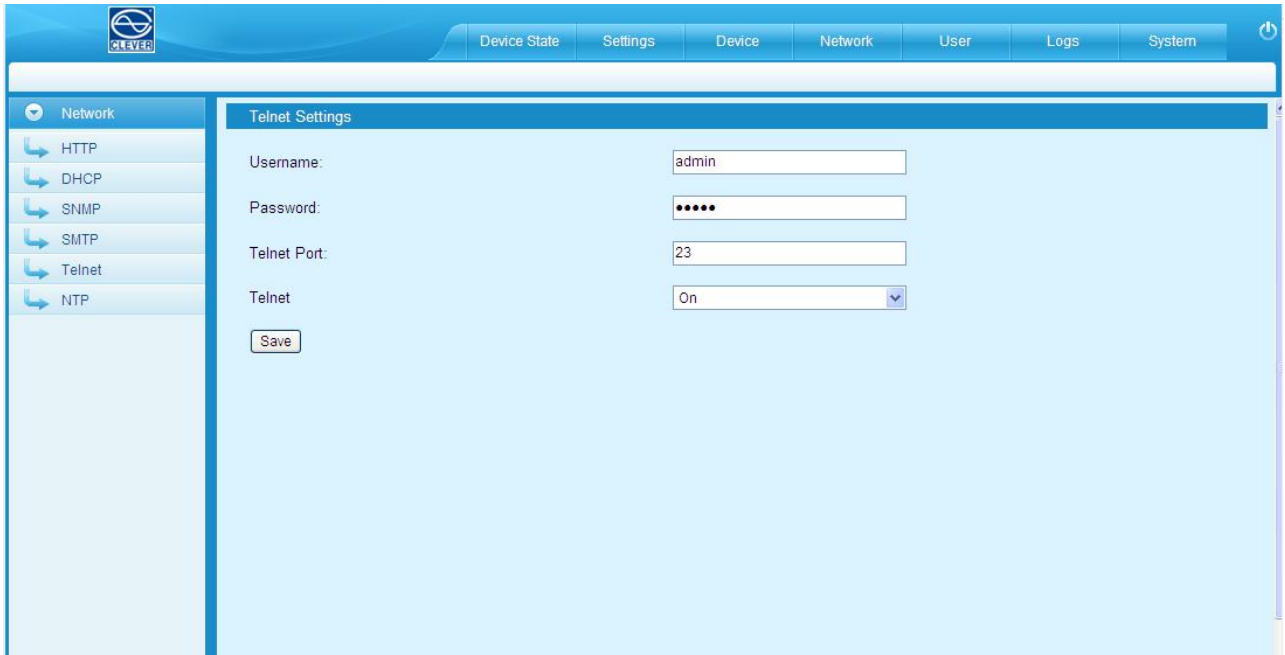 CLEVER
Device State Settings Device Network User Logs System
Network
HTTP
DHCP
SNMP
SMTP
Telnet
NTP
Telnet Settings
Username: admin
Password: •••••
Telnet Port: 23
Telnet On
Save